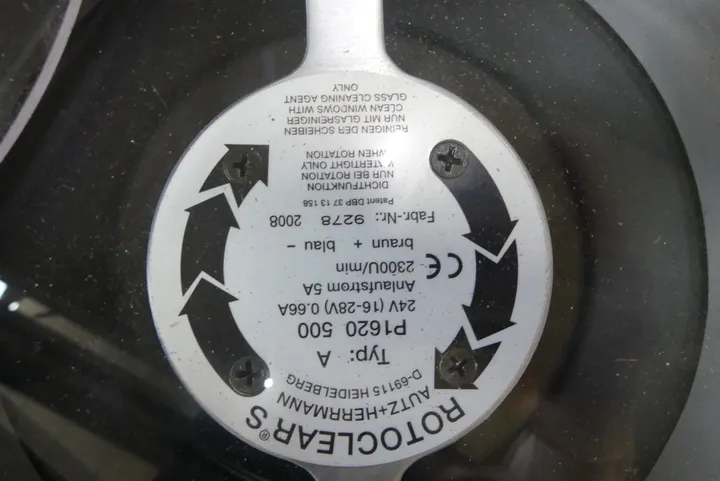 ROTOCLEAR®S
AUTZ+HERRMANN
D-69115 HEIDELBERG
Typ: A
P1620 500
24V (16-28V) 0.66A
Anlaufstrom 5A
2300U/min CE
braun + blau -
Fabr.-Nr.: 9278 2008
Patent DBP 37 13 156
DICHTFUNKTION
NUR BEI ROTATION
WATERTIGHT ONLY
WHEN ROTATION
REINIGEN DER SCHEIBEN
NUR MIT GLASREINIGER
CLEAN WINDOWS WITH
GLASS CLEANING AGENT
ONLY